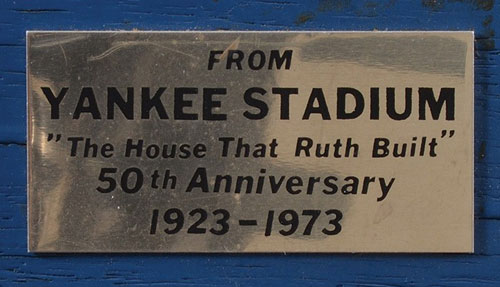 FROM
YANKEE STADIUM
"The House That Ruth Built"
50th Anniversary
1923-1973